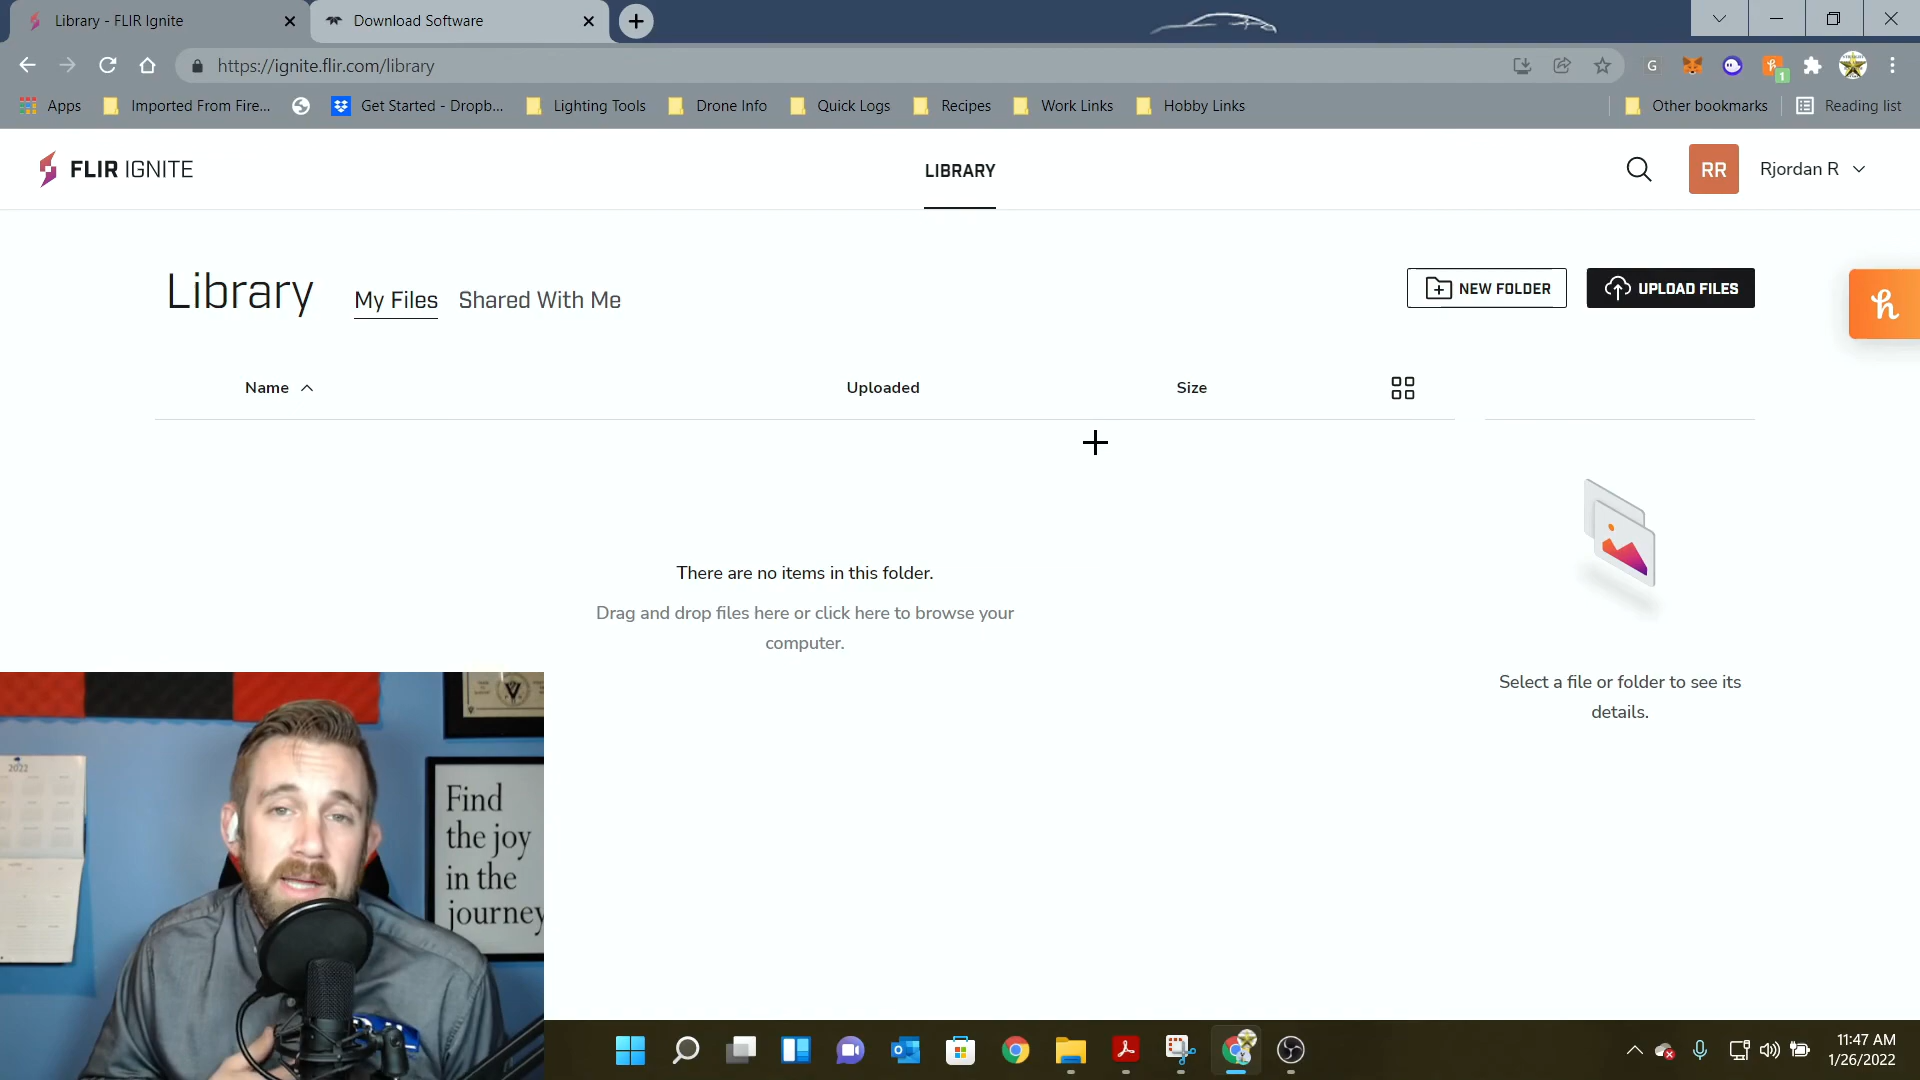 Library - FLIR Ignite
Download Software
https://ignite.flir.com/library
G
1
Apps
Imported From Fire...
Get Started - Dropb...
Lighting Tools
Drone Info
Quick Logs
Recipes
Work Links
Hobby Links
Other bookmarks
Reading list
FLIR IGNITE
LIBRARY
RR
Rjordan R
Library
My Files
Shared With Me
NEW FOLDER
UPLOAD FILES
h
Name
Uploaded
Size
There are no items in this folder.
Drag and drop files here or click here to browse your
computer.
Select a file or folder to see its
details.
2022
Find
the joy
in the
journey
11:47 AM
1/26/2022